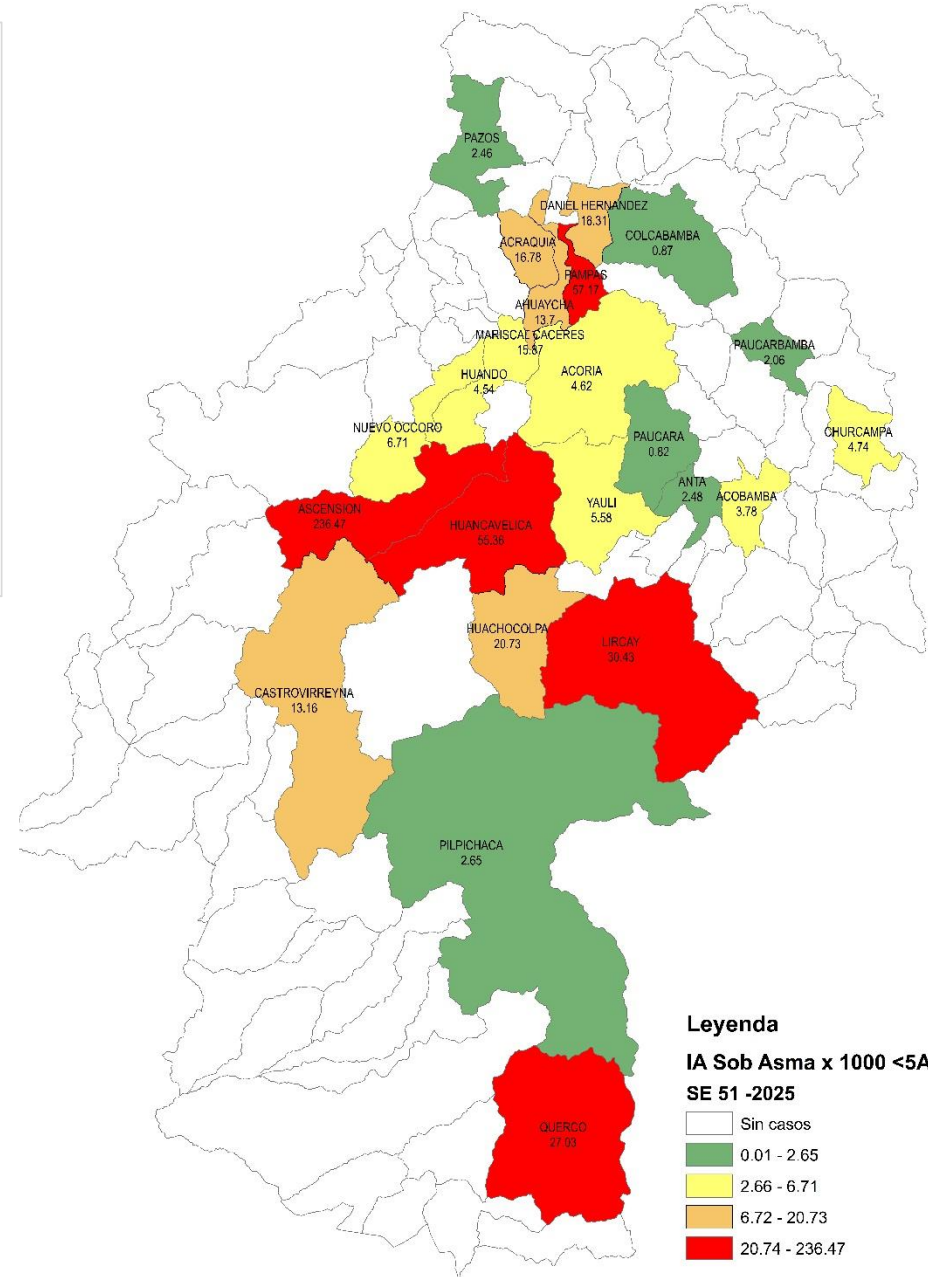 PAZOS
2.46
DANIEL HERNANDEZ
18.31
COLCABAMBA
0.87
ACRAQUIA
16.78
PAMPAS
57.17
AHUAYCHA
13.7
MARISCAL CACERES
15.87
HUANDO
4.54
ACORIA
4.62
PAUCARBAMBA
2.06
NUEVO OCCORO
6.71
CHURCAMPA
4.74
PAUCARA
0.62
ANTA
2.48
ACOBAMBA
3.78
YAULI
5.58
ASCENSION
236.47
HUANCAVELICA
55.36
HUACHOCOLPA
20.73
LIRCAY
30.43
CASTROVIRREYNA
13.16
PILPICHACA
2.65
QUERCO
27.03
Leyenda
IA Sob Asma x 1000 <5A
SE 51 -2025
Sin casos
0.01 - 2.65
2.66 - 6.71
6.72 - 20.73
20.74 - 236.47